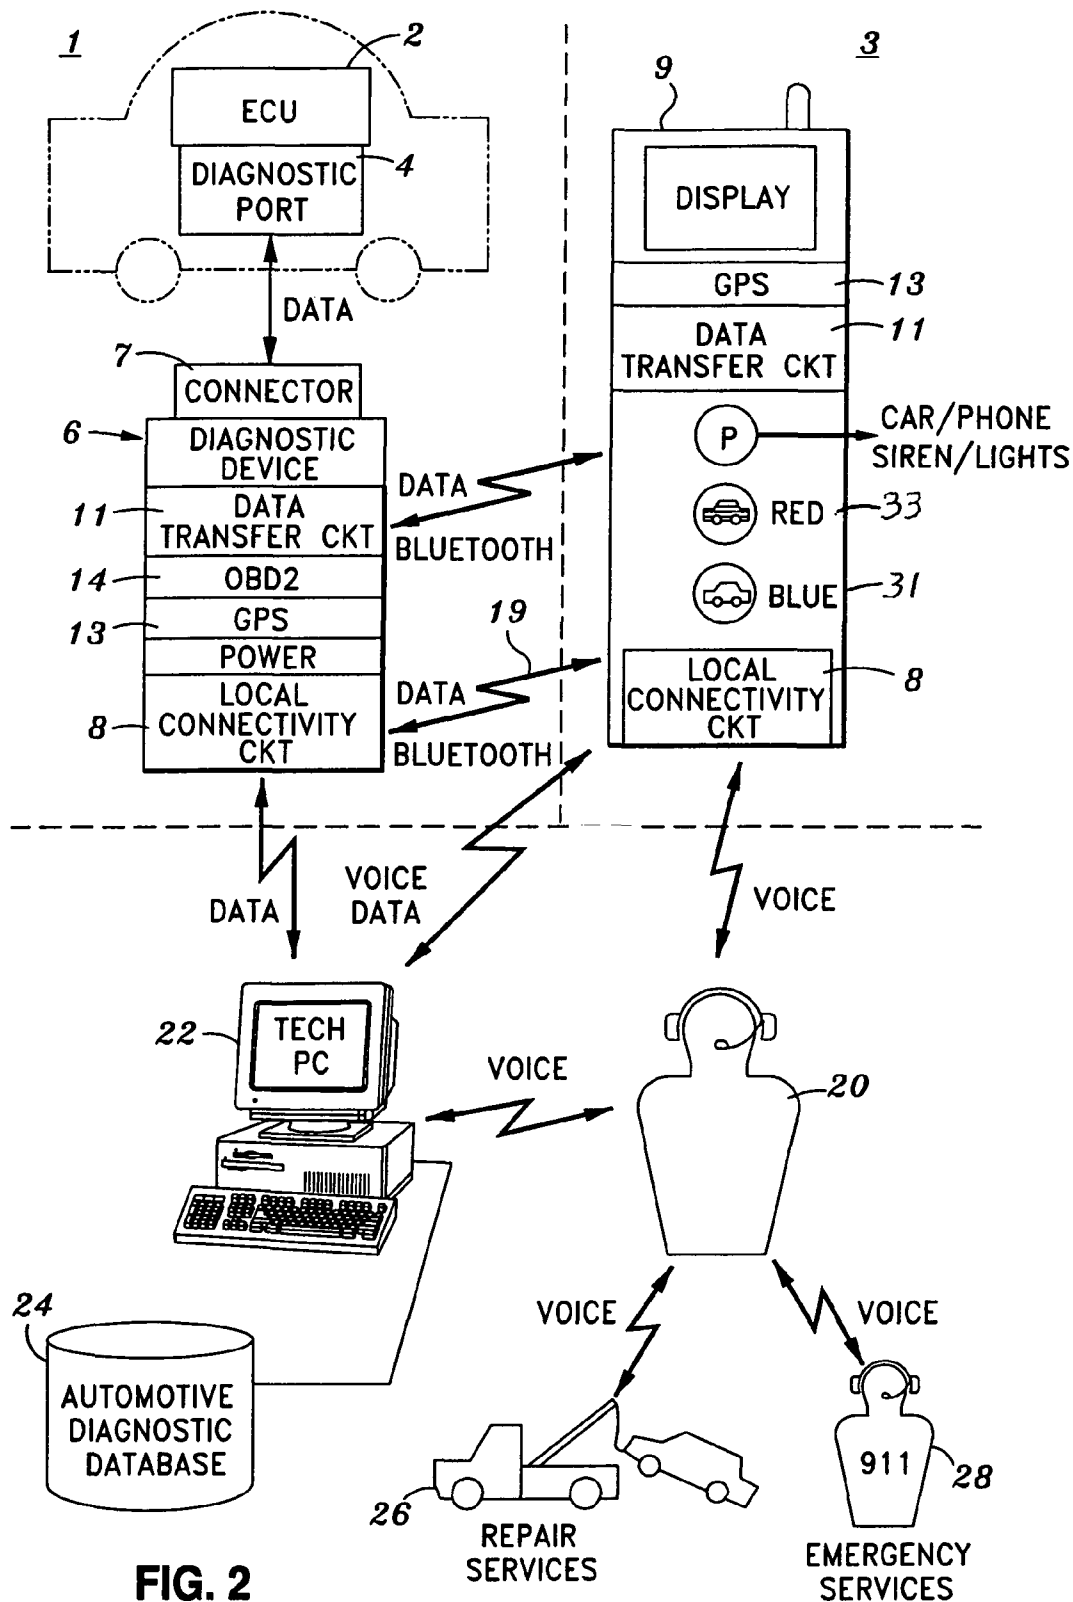 1
2
3
ECU
4
DIAGNOSTIC
PORT
DATA
7
CONNECTOR
6
DIAGNOSTIC
DEVICE
11
DATA
TRANSFER CKT
14
OBD2
13
GPS
POWER
8
LOCAL
CONNECTIVITY
CKT
DATA
BLUETOOTH
19
DATA
BLUETOOTH
9
DISPLAY
GPS
13
DATA
TRANSFER CKT
11
P
CAR/PHONE
SIREN/LIGHTS
RED
33
BLUE
31
LOCAL
CONNECTIVITY
CKT
8
DATA
VOICE
DATA
VOICE
22
TECH
PC
VOICE
20
24
AUTOMOTIVE
DIAGNOSTIC
DATABASE
VOICE
VOICE
26
REPAIR
SERVICES
911
28
EMERGENCY
SERVICES
FIG. 2